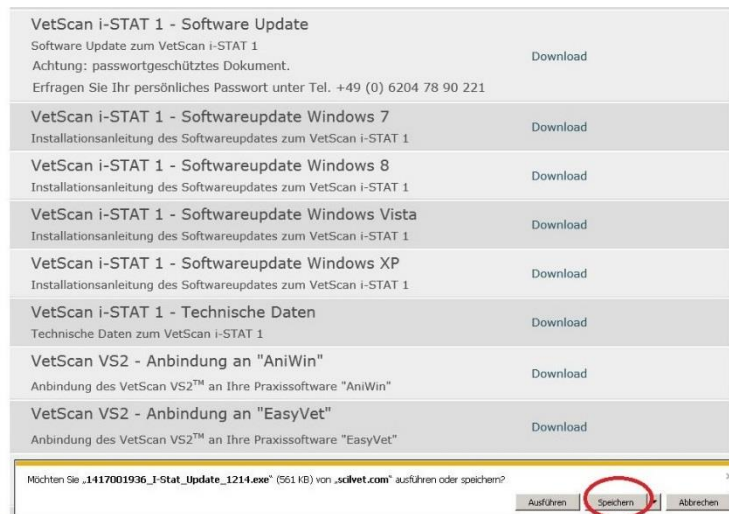 VetScan i-STAT 1 - Software Update
Software Update zum VetScan i-STAT 1
Achtung: passwortgeschütztes Dokument.
Erfragen Sie Ihr persönliches Passwort unter Tel. +49 (0) 6204 78 90 221
Download
VetScan i-STAT 1 - Softwareupdate Windows 7
Installationsanleitung des Softwareupdates zum VetScan i-STAT 1
Download
VetScan i-STAT 1 - Softwareupdate Windows 8
Installationsanleitung des Softwareupdates zum VetScan i-STAT 1
Download
VetScan i-STAT 1 - Softwareupdate Windows Vista
Installationsanleitung des Softwareupdates zum VetScan i-STAT 1
Download
VetScan i-STAT 1 - Softwareupdate Windows XP
Installationsanleitung des Softwareupdates zum VetScan i-STAT 1
Download
VetScan i-STAT 1 - Technische Daten
Technische Daten zum VetScan i-STAT 1
Download
VetScan VS2 - Anbindung an "AniWin"
Anbindung des VetScan VS2™ an Ihre Praxissoftware "AniWin"
Download
VetScan VS2 - Anbindung an "EasyVet"
Anbindung des VetScan VS2™ an Ihre Praxissoftware "EasyVet"
Download
Möchten Sie „1417001936_I-Stat_Update_1214.exe“ (561 KB) von „scilvet.com“ ausführen oder speichern?
Ausführen Speichern Abbrechen